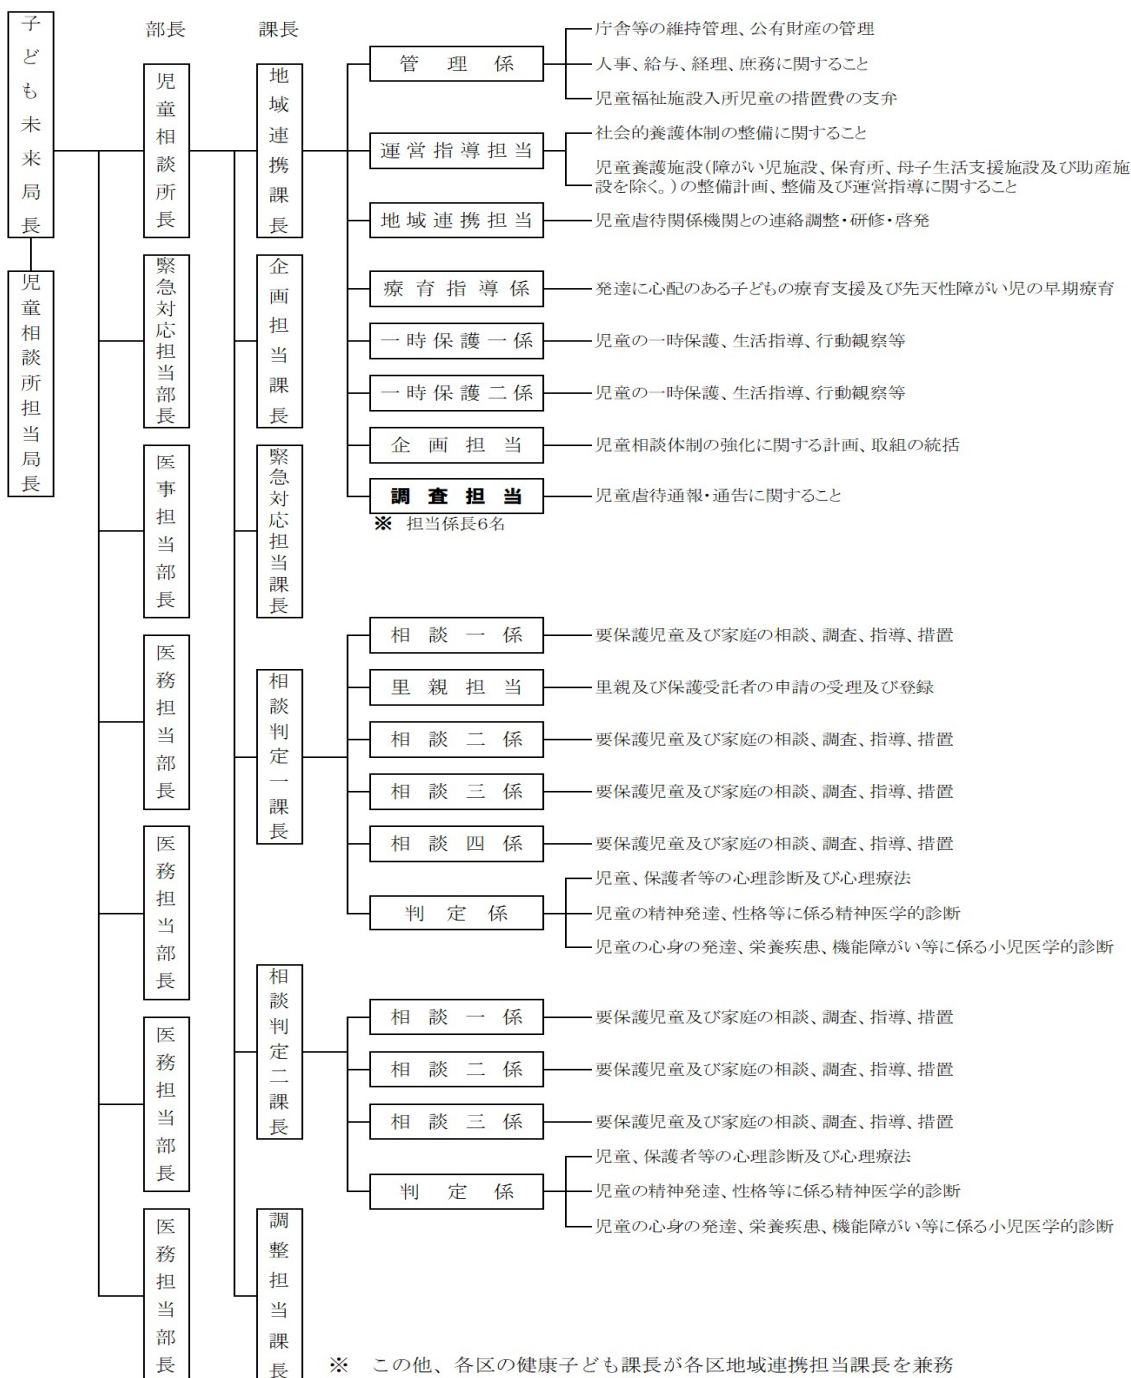 子ども未来局長
児童相談所担当局長
部長
児童相談所長
緊急対応担当部長
医事担当部長
医務担当部長
医務担当部長
医務担当部長
医務担当部長
課長
地域連携課長
企画担当課長
緊急対応担当課長
相談判定一課長
相談判定二課長
調整担当課長
管理係
庁舎等の維持管理、公有財産の管理
人事、給与、経理、庶務に関すること
児童福祉施設入所児童の措置費の支弁
運営指導担当
社会的養護体制の整備に関すること
児童養護施設(障がい児施設、保育所、母子生活支援施設及び助産施
設を除く。)の整備計画、整備及び運営指導に関すること
地域連携担当
児童虐待関係機関との連絡調整・研修・啓発
療育指導係
発達に心配のある子どもの療育支援及び先天性障がい児の早期療育
一時保護一係
児童の一時保護、生活指導、行動観察等
一時保護二係
児童の一時保護、生活指導、行動観察等
企画担当
児童相談体制の強化に関する計画、取組の統括
調査担当
児童虐待通報・通告に関すること
※ 担当係長6名
相談一係
要保護児童及び家庭の相談、調査、指導、措置
里親担当
里親及び保護受託者の申請の受理及び登録
相談二係
要保護児童及び家庭の相談、調査、指導、措置
相談三係
要保護児童及び家庭の相談、調査、指導、措置
相談四係
要保護児童及び家庭の相談、調査、指導、措置
判定係
児童、保護者等の心理診断及び心理療法
児童の精神発達、性格等に係る精神医学的診断
児童の心身の発達、栄養疾患、機能障がい等に係る小児医学的診断
相談一係
要保護児童及び家庭の相談、調査、指導、措置
相談二係
要保護児童及び家庭の相談、調査、指導、措置
相談三係
要保護児童及び家庭の相談、調査、指導、措置
判定係
児童、保護者等の心理診断及び心理療法
児童の精神発達、性格等に係る精神医学的診断
児童の心身の発達、栄養疾患、機能障がい等に係る小児医学的診断
※ この他、各区の健康子ども課長が各区地域連携担当課長を兼務